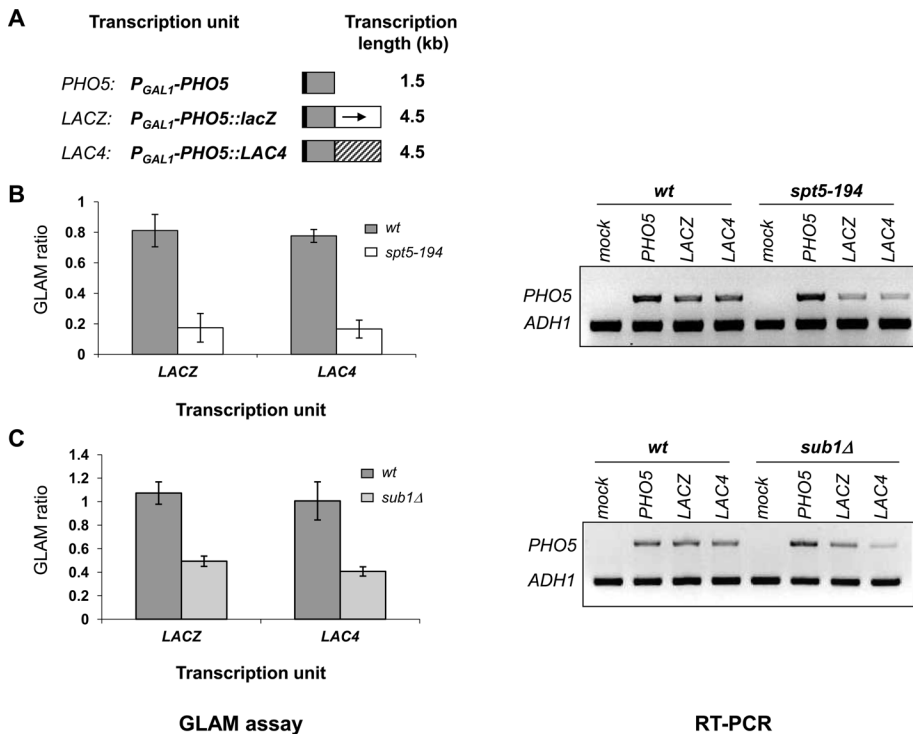 A
Transcription unit
Transcription length (kb)
PHO5: P_GAL1-PHO5 1.5
LACZ: P_GAL1-PHO5::lacZ 4.5
LAC4: P_GAL1-PHO5::LAC4 4.5
B
GLAM ratio
1
0.8
0.6
0.4
0.2
0
wt
spt5-194
LACZ LAC4
Transcription unit
wt spt5-194
mock PHO5 LACZ LAC4 mock PHO5 LACZ LAC4
PHO5
ADH1
C
GLAM ratio
1.4
1.2
1
0.8
0.6
0.4
0.2
0
wt
sub1Δ
LACZ LAC4
Transcription unit
wt sub1Δ
mock PHO5 LACZ LAC4 mock PHO5 LACZ LAC4
PHO5
ADH1
GLAM assay RT-PCR